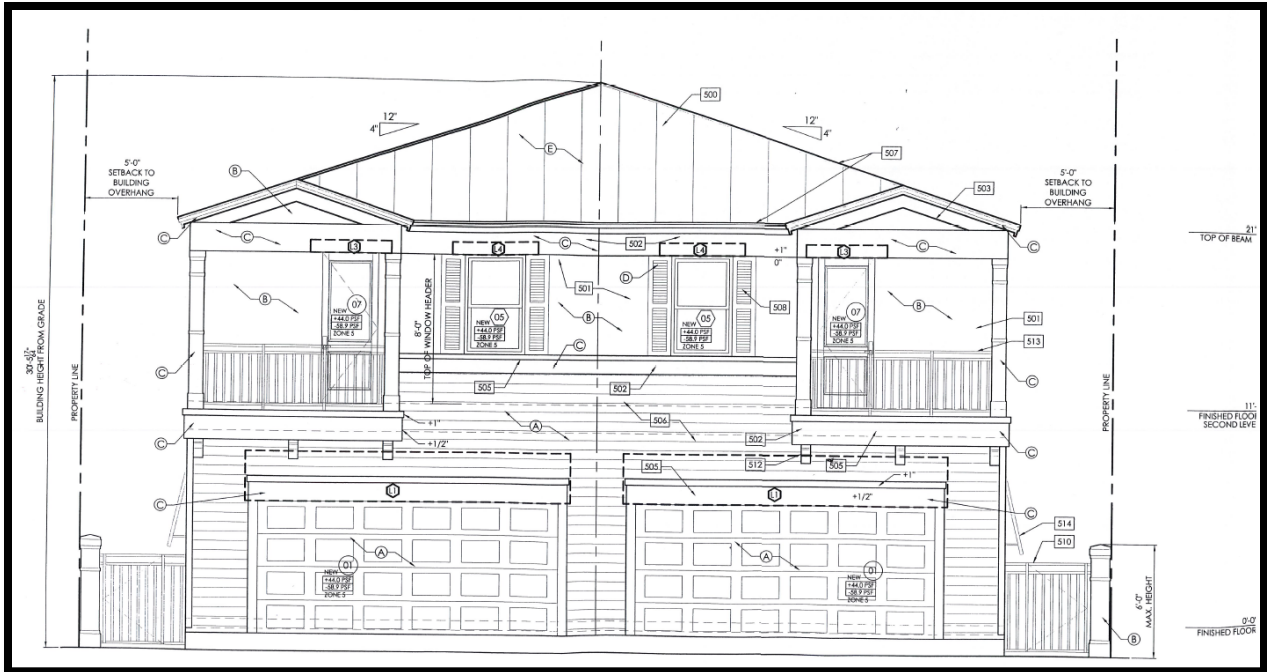 500
12"
4"
12"
4"
E
507
5'-0"
SETBACK TO
BUILDING
OVERHANG
B
5'-0"
SETBACK TO
BUILDING
OVERHANG
503
C
C
L3
L4
C
502
L4
+1"
0"
L3
C
C
21'
TOP OF BEAM
BUILDING HEIGHT FROM GRADE
PROPERTY LINE
8'-0"
TOP OF WINDOW HEADER
D
501
508
B
B
07
NEW
+44.0 PSF
-58.9 PSF
ZONE 5
05
NEW
+44.0 PSF
-58.9 PSF
ZONE 5
B
05
NEW
+44.0 PSF
-58.9 PSF
ZONE 5
07
NEW
+44.0 PSF
-58.9 PSF
ZONE 5
501
513
C
C
C
505
502
PROPERTY LINE
11'-
FINISHED FLOOR
SECOND LEVE
+1"
A
506
C
+1/2"
502
C
512
505
505
+1"
C
L1
L1
+1/2"
C
514
510
A
A
01
NEW
+44.0 PSF
-58.9 PSF
ZONE 5
01
NEW
+44.0 PSF
-58.9 PSF
ZONE 5
6'-0"
MAX. HEIGHT
B
0'-0"
FINISHED FLOOR